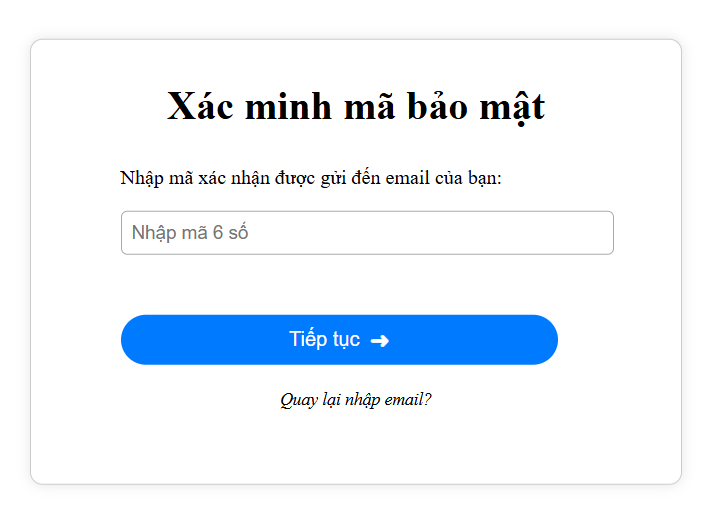 Xác minh mã bảo mật
Nhập mã xác nhận được gửi đến email của bạn:
Nhập mã 6 số
Tiếp tục ➜
Quay lại nhập email?